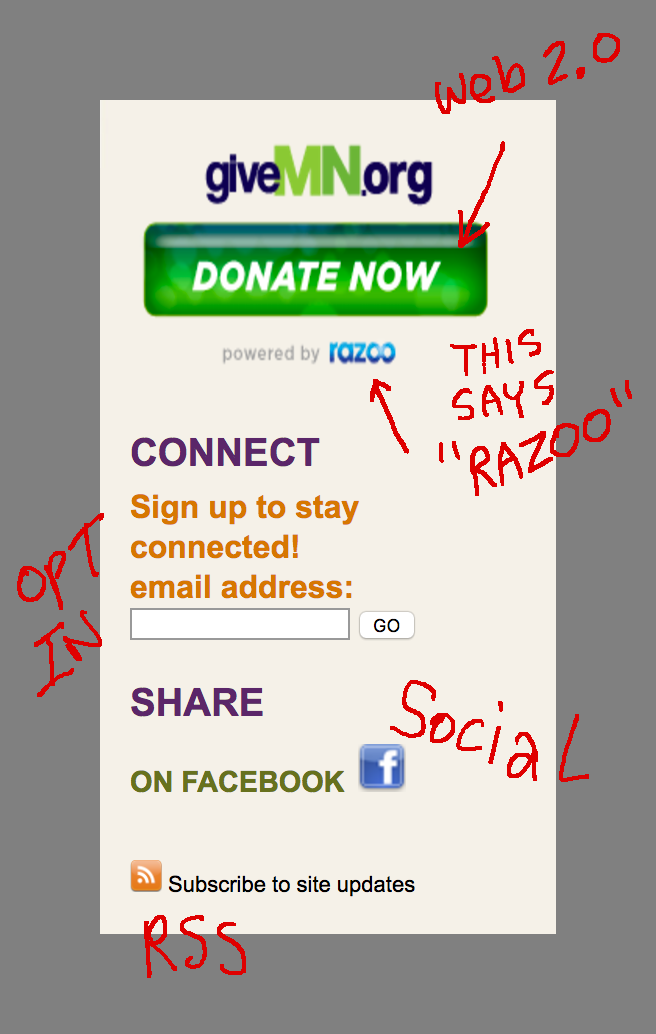 web 2.0
giveMN.org
DONATE NOW
powered by razoo
THIS
SAYS
"RAZOO"
CONNECT
Sign up to stay
connected!
email address:
GO
OPT
IN
SHARE
Social
ON FACEBOOK f
Subscribe to site updates
RSS